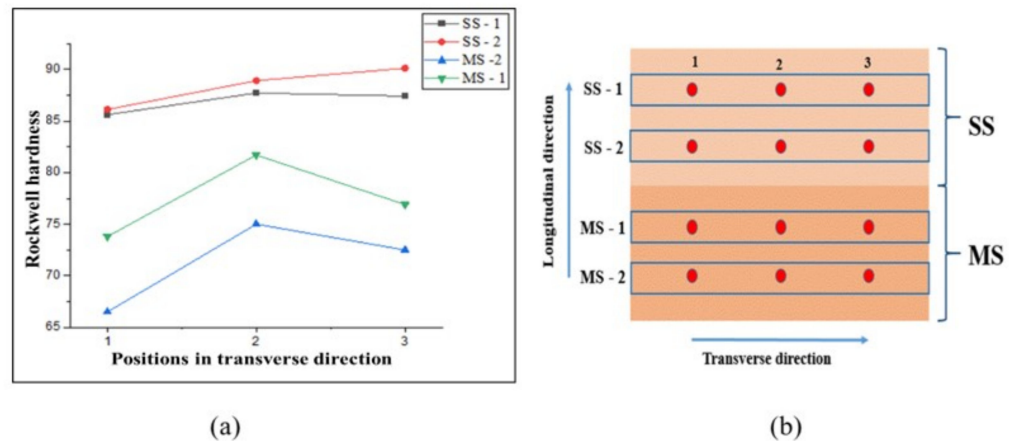 SS - 1
SS - 2
MS -2
MS - 1
90
85
80
75
70
65
Rockwell hardness
1
2
3
Positions in transverse direction
(a)
1
2
3
SS - 1
SS - 2
MS - 1
MS - 2
Longitudinal direction
SS
MS
Transverse direction
(b)